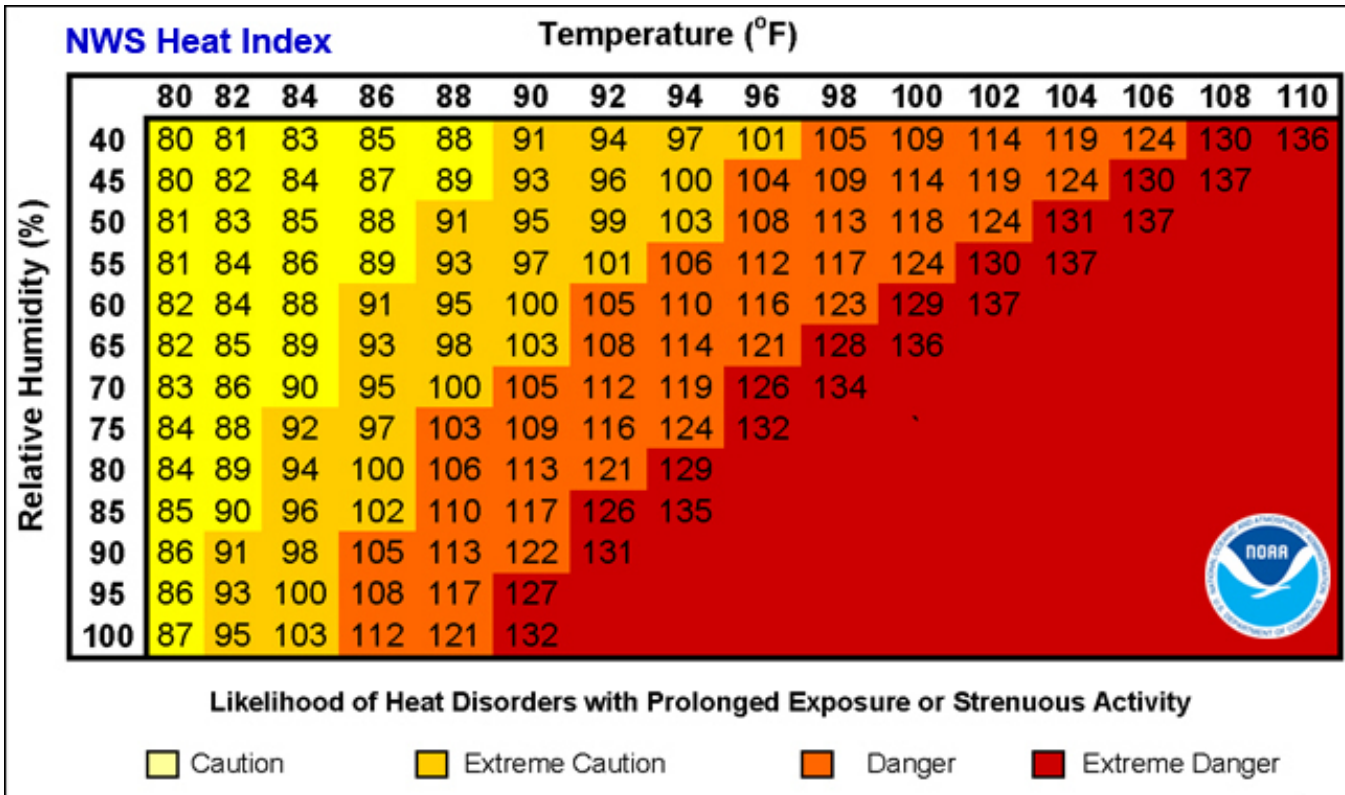 NWS Heat Index
Temperature (°F)
80 82 84 86 88 90 92 94 96 98 100 102 104 106 108 110
Relative Humidity (%)
40 80 81 83 85 88 91 94 97 101 105 109 114 119 124 130 136
45 80 82 84 87 89 93 96 100 104 109 114 119 124 130 137
50 81 83 85 88 91 95 99 103 108 113 118 124 131 137
55 81 84 86 89 93 97 101 106 112 117 124 130 137
60 82 84 88 91 95 100 105 110 116 123 129 137
65 82 85 89 93 98 103 108 114 121 128 136
70 83 86 90 95 100 105 112 119 126 134
75 84 88 92 97 103 109 116 124 132
80 84 89 94 100 106 113 121 129
85 85 90 96 102 110 117 126 135
90 86 91 98 105 113 122 131
95 86 93 100 108 117 127
100 87 95 103 112 121 132
NATIONAL OCEANIC AND ATMOSPHERIC ADMINISTRATION
NOAA
U.S. DEPARTMENT OF COMMERCE
Likelihood of Heat Disorders with Prolonged Exposure or Strenuous Activity
Caution
Extreme Caution
Danger
Extreme Danger